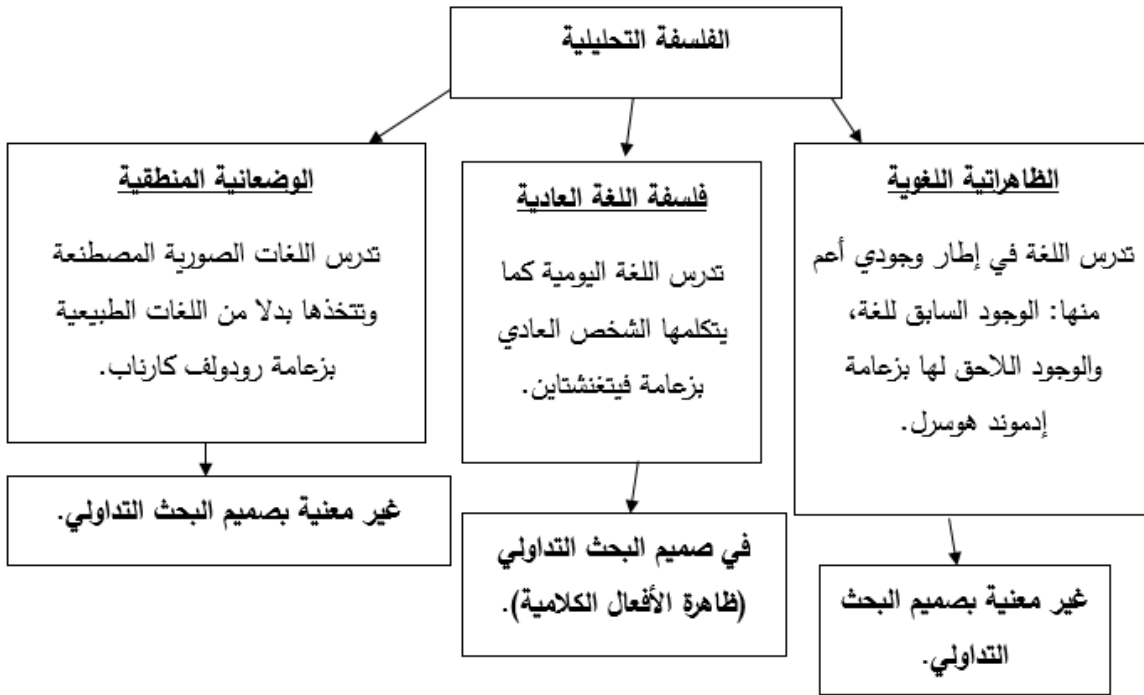 الفلسفة التحليلية
الظاهراتية اللغوية
تدرس اللغة في إطار وجودي أعم
منها: الوجود السابق للغة،
والوجود اللاحق لها بزعامة
إدموند هوسرل.
غير معنية بصميم البحث
التداولي.
فلسفة اللغة العادية
تدرس اللغة اليومية كما
يتكلمها الشخص العادي
بزعامة فيتغنشتاين.
في صميم البحث التداولي
(ظاهرة الأفعال الكلامية).
الوضعانية المنطقية
تدرس اللغات الصورية المصطنعة
وتتخذها بدلا من اللغات الطبيعية
بزعامة رودولف كارناب.
غير معنية بصميم البحث التداولي.